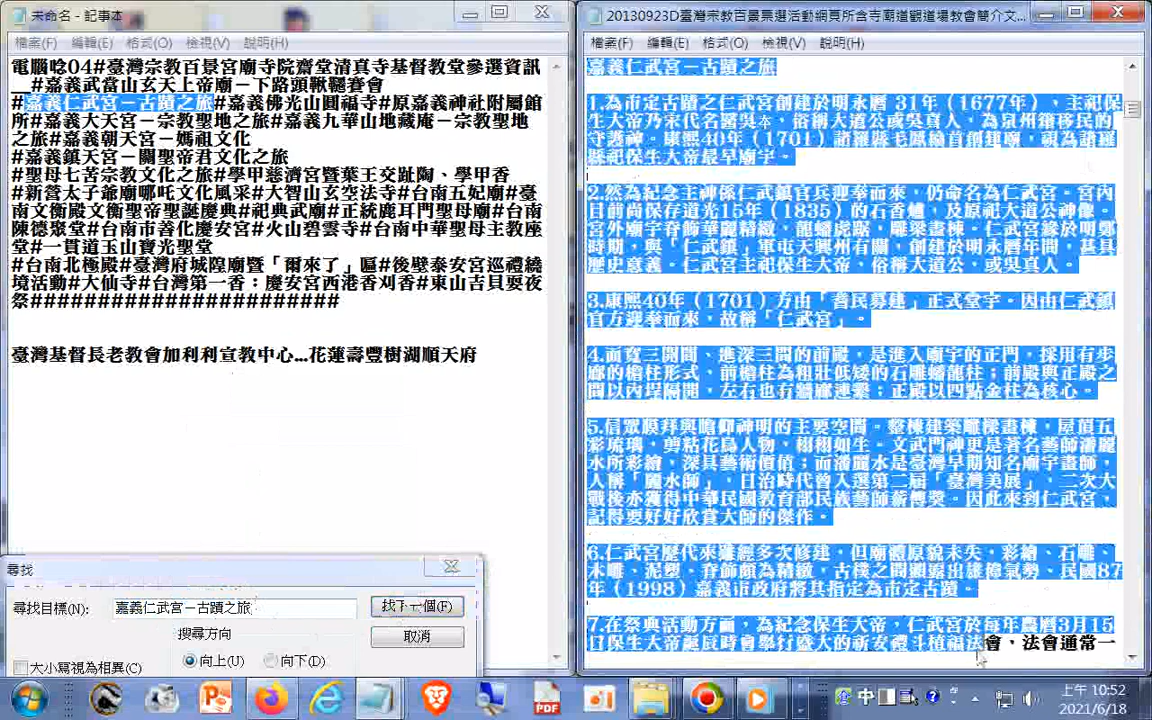 未命名 - 記事本
檔案(F) 編輯(E) 格式(O) 檢視(V) 說明(H)
電腦唸04#臺灣宗教百景宮廟寺院齋堂清真寺基督教堂參選資訊
__#嘉義武當山玄天上帝廟－下路頭鞦韆賽會
#嘉義仁武宮－古蹟之旅#嘉義佛光山圓福寺#原嘉義神社附屬館
所#嘉義大天宮－宗教聖地之旅#嘉義九華山地藏庵－宗教聖地
之旅#嘉義朝天宮－媽祖文化
#嘉義鎮天宮－關聖帝君文化之旅
#聖母七苦宗教文化之旅#學甲慈濟宮暨葉王交趾陶、學甲香
#新營太子爺廟哪吒文化風采#大智山玄空法寺#台南五妃廟#臺
南文衡殿文衡聖帝聖誕慶典#祀典武廟#正統鹿耳門聖母廟#台南
陳德聚堂#台南市善化慶安宮#火山碧雲寺#台南中華聖母主教座
堂#一貫道玉山寶光聖堂
#台南北極殿#臺灣府城隍廟暨「爾來了」匾#後壁泰安宮巡禮繞
境活動#大仙寺#台灣第一香：慶安宮西港香刈香#東山吉貝耍夜
祭#######################
臺灣基督長老教會加利利宣教中心...花蓮壽豐樹湖順天府
尋找
尋找目標(N):
嘉義仁武宮－古蹟之旅
找下一個(F)
搜尋方向
取消
大小寫視為相異(C)
向上(U)
向下(D)
20130923D臺灣宗教百景票選活動網頁所含寺廟道觀道場教會簡介文...
檔案(F) 編輯(E) 格式(O) 檢視(V) 說明(H)
嘉義仁武宮－古蹟之旅
1.為市定古蹟之仁武宮創建於明永曆 31年（1677年）、主祀保
生大帝乃宋代名醫吳本，俗稱大道公或吳真人，為泉州籍移民的
守護神。康熙40年（1701）諸羅縣毛鳳綸首創建廟，親為諸羅
縣祀保生大帝最早廟宇。
2.然為紀念主神係仁武鎮官兵迎奉而來，仍命名為仁武宮。宮內
目前尚保存道光15年（1835）的石香爐，及原祀大道公神像。
宮外廟宇脊飾華麗精緻，龍蟠虎踞，雕梁畫棟。仁武宮緣於明鄭
時期，與「仁武鎮」軍屯天興州有關，創建於明永曆年間，甚具
歷史意義。仁武宮主祀保生大帝，俗稱大道公，或吳真人。
3.康熙40年（1701）方由「善民募建」正式堂宇。因由仁武鎮
官方迎奉而來，故稱「仁武宮」。
4.面寬三開間、進深三間的前殿，是進入廟宇的正門，採用有步
廊的檐柱形式、前檐柱為粗壯低矮的石雕蟠龍柱；前殿與正殿之
間以內埕隔開，左右也有牆廊連繫；正殿以四點金柱為核心。
5.信眾膜拜與瞻仰神明的主要空間。整棟建築雕樑畫棟，屋頂五
彩琉璃，剪粘花鳥人物，栩栩如生。文武門神更是著名藝師潘麗
水所彩繪，深具藝術價值；而潘麗水是臺灣早期知名廟宇畫師，
人稱「麗水師」，日治時代曾入選第二屆「臺灣美展」，二次大
戰後亦獲得中華民國教育部民族藝師薪傳獎。因此來到仁武宮，
記得要好好欣賞大師的傑作。
6.仁武宮歷代來雖經多次修建，但廟體原貌未失，彩繪、石雕、
木雕、泥塑、脊飾頗為精緻，古樸之間顯露出雄偉氣勢、民國87
年（1998）嘉義市政府將其指定為市定古蹟。
7.在祭典活動方面，為紀念保生大帝，仁武宮於每年農曆3月15
日保生大帝誕辰時會舉行盛大的祈安禮斗植福法會、法會通常一
中
上午 10:52
2021/6/18